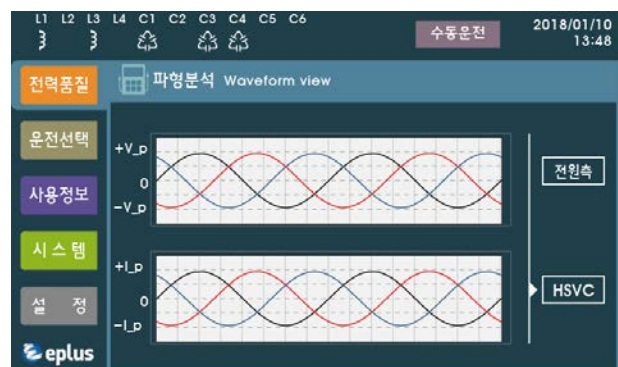 L1 L2 L3 L4 C1 C2 C3 C4 C5 C6
수동운전
2018/01/10
13:48
전력품질
파형분석 Waveform view
운전선택
사용정보
시스템
설 정
eplus
+V_p
0
-V_p
전원측
+I_p
0
-I_p
HSVC